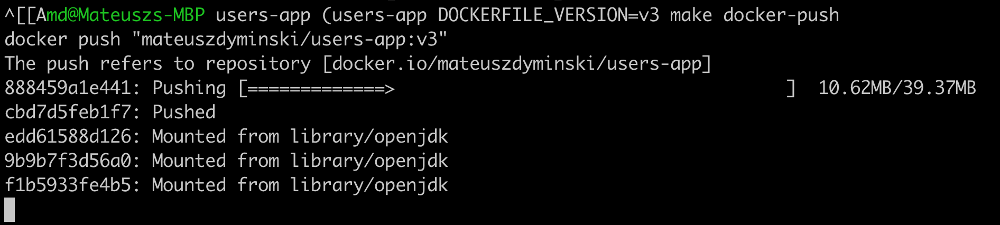 ^[[Amd@Mateuszs-MBP users-app (users-app DOCKERFILE_VERSION=v3 make docker-push
docker push "mateuszdyminski/users-app:v3"
The push refers to repository [docker.io/mateuszdyminski/users-app]
888459a1e441: Pushing [=============>                                     ]  10.62MB/39.37MB
cbd7d5feb1f7: Pushed
edd61588d126: Mounted from library/openjdk
9b9b7f3d56a0: Mounted from library/openjdk
f1b5933fe4b5: Mounted from library/openjdk